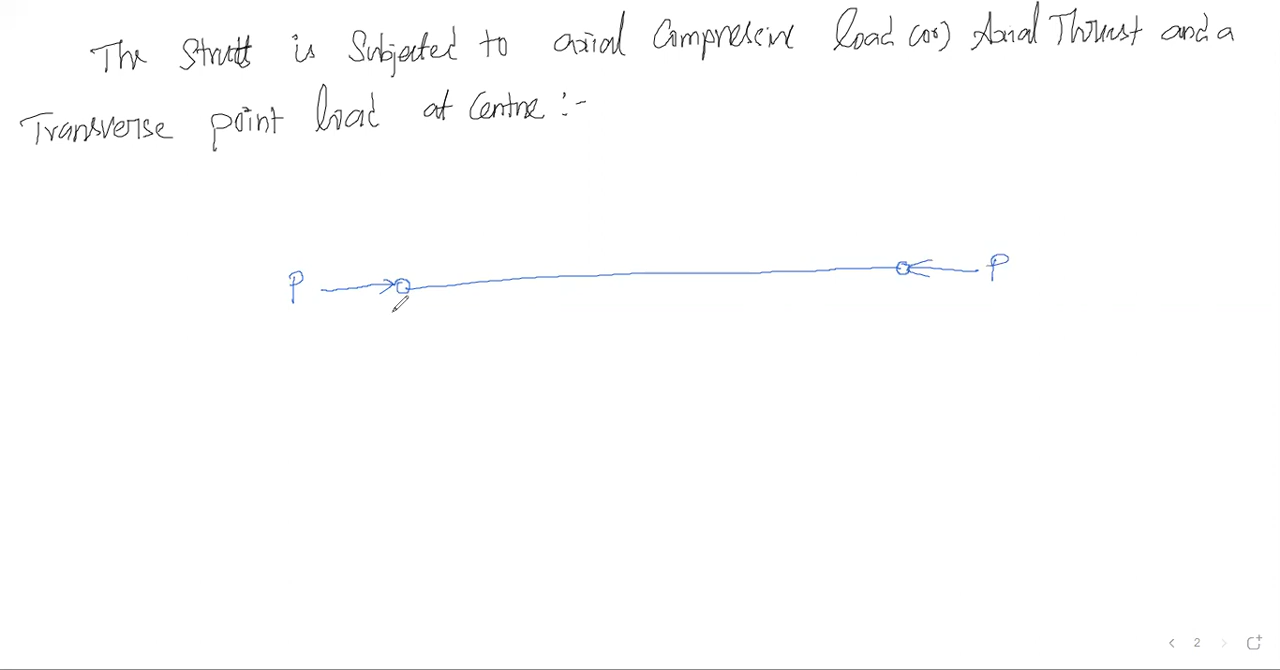 The Strutt is Subjected to axial Compressive load (or) Axial Thrust and a
Transverse point load at Centre :-
P P
2